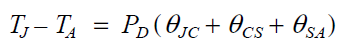 T_J – T_A = P_D (θ_JC + θ_CS + θ_SA)